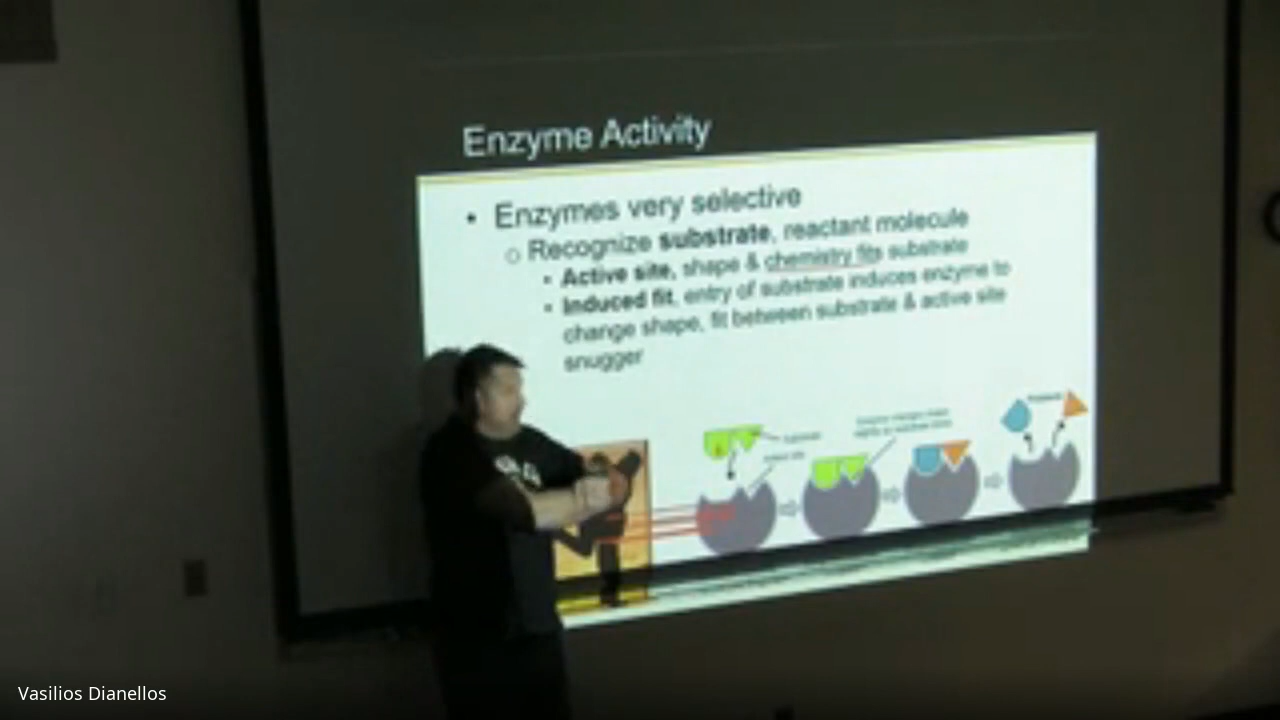 Enzyme Activity
• Enzymes very selective
○ Recognize substrate, reactant molecule
▪ Active site, shape & chemistry fits substrate
▪ Induced fit, entry of substrate induces enzyme to
change shape, fit between substrate & active site
snugger
Vasilios Dianellos